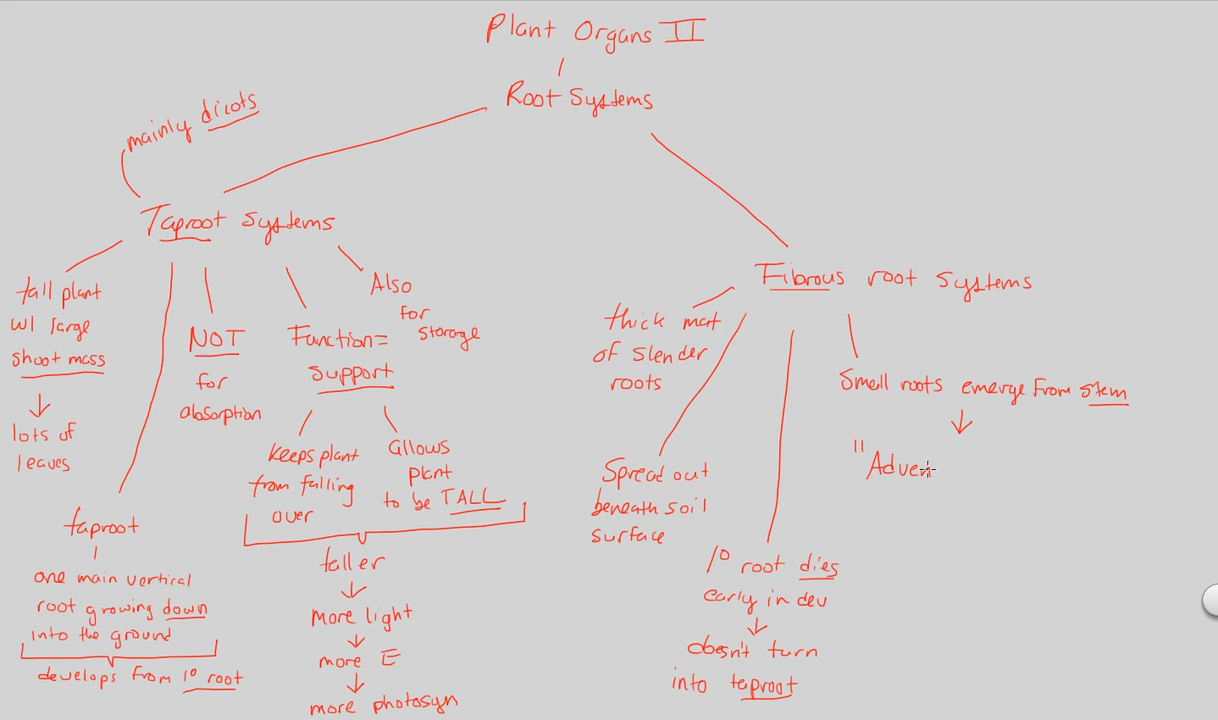 Plant Organs II
Root Systems
mainly dicots
Taproot systems
tall plant
w/ large
shoot mass
lots of
leaves
taproot
one main vertical
root growing down
into the ground
develops from 1° root
NOT
for
absorption
Function=
support
keeps plant
from falling
over
allows
plant
to be TALL
taller
more light
more E
more photosyn
Also
for
storage
Fibrous root systems
thick mat
of slender
roots
Spread out
beneath soil
surface
1° root dies
early in dev
doesn't turn
into taproot
Small roots emerge from stem
"Adven